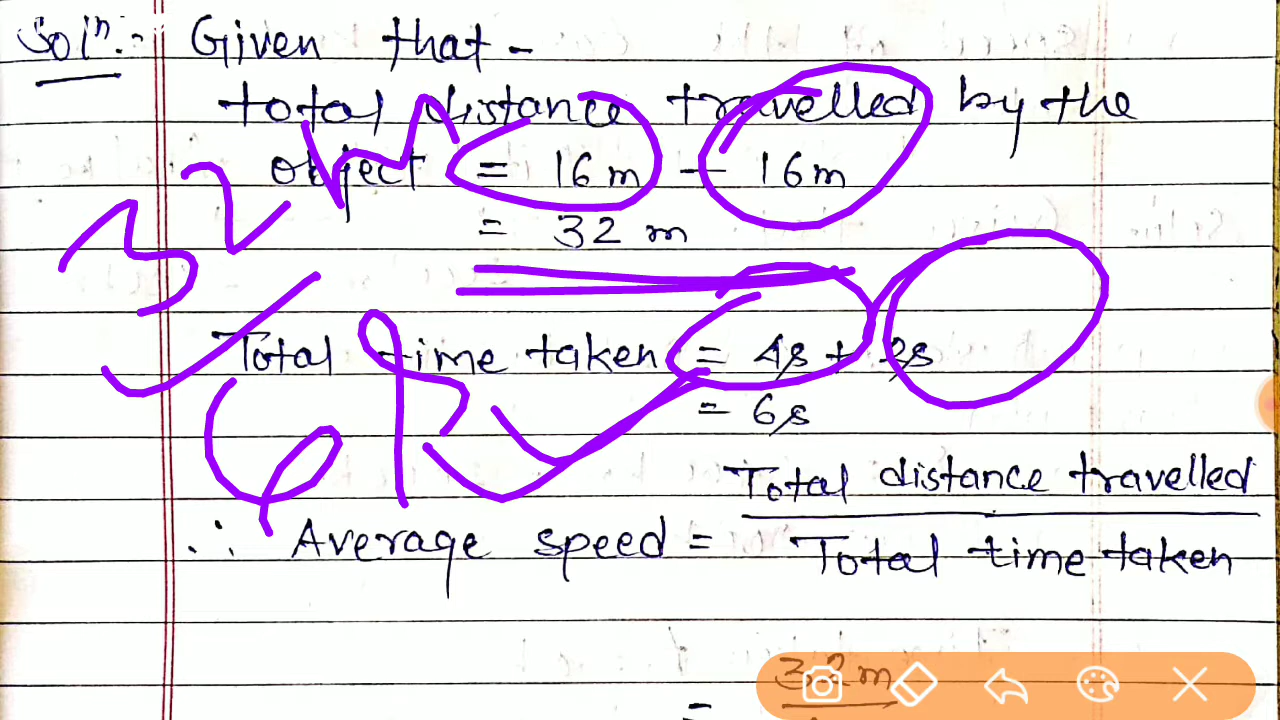 Solⁿ:- Given that -
total distance travelled by the
object = 16m + 16m
= 32 m
Total time taken = 4s + 2s
= 6s
∴ Average speed = Total distance travelled
Total time taken
= 32m